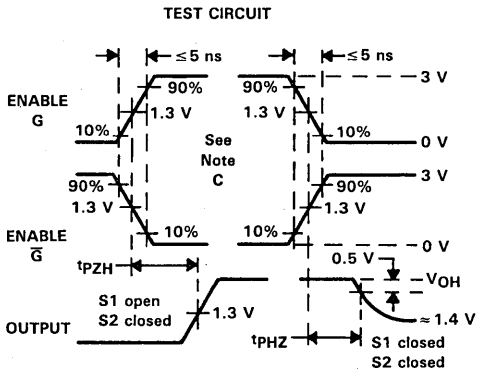 TEST CIRCUIT
≤5 ns
≤5 ns
ENABLE
G
90%
1.3 V
10%
90%
1.3 V
10%
3 V
0 V
See
Note
C
ENABLE
G̅
90%
1.3 V
10%
90%
1.3 V
10%
3 V
0 V
tPZH
S1 open
S2 closed
OUTPUT
1.3 V
0.5 V
VOH
≈1.4 V
tPHZ
S1 closed
S2 closed